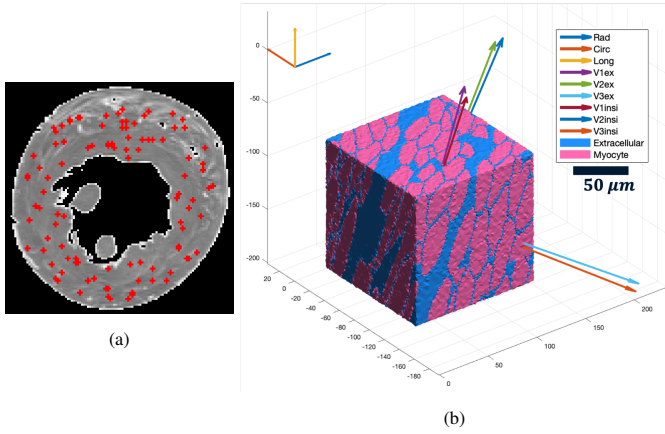 (a)
0
-50
-100
-150
-200
20
0
-20
-40
-60
-80
-100
-120
-140
-160
-180
0
50
100
150
200
Rad
Circ
Long
V1ex
V2ex
V3ex
V1insi
V2insi
V3insi
Extracellular
Myocyte
50 μm
(b)